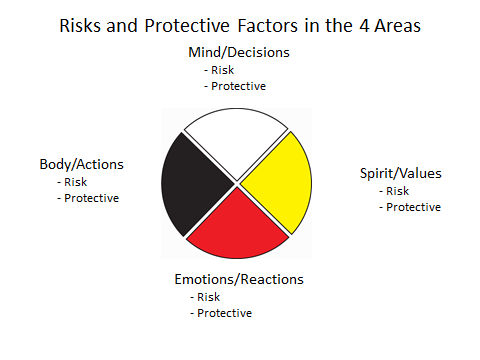 Risks and Protective Factors in the 4 Areas
Mind/Decisions
- Risk
- Protective
Body/Actions
- Risk
- Protective
Spirit/Values
- Risk
- Protective
Emotions/Reactions
- Risk
- Protective